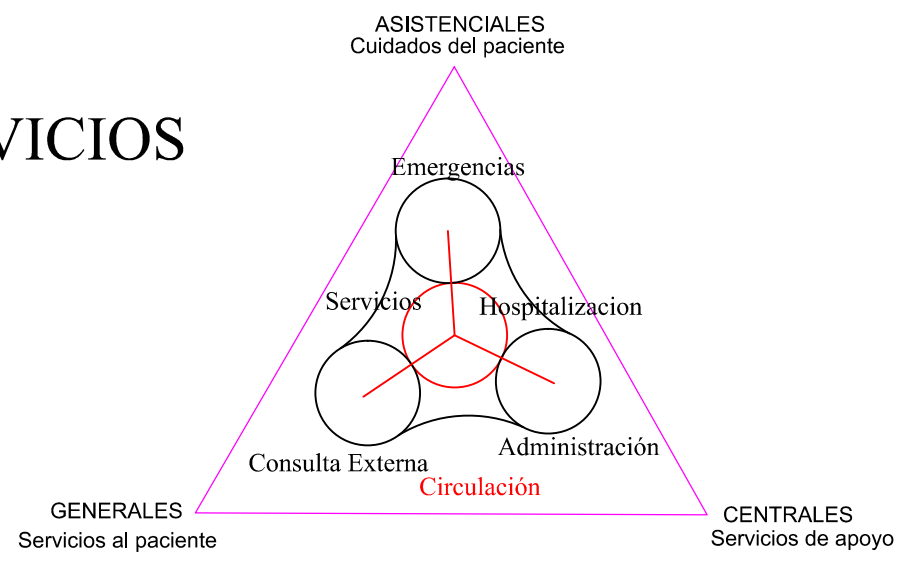 ASISTENCIALES
Cuidados del paciente
VICIOS
Emergencias
Servicios
Hospitalizacion
Administración
Consulta Externa
Circulación
GENERALES
Servicios al paciente
CENTRALES
Servicios de apoyo